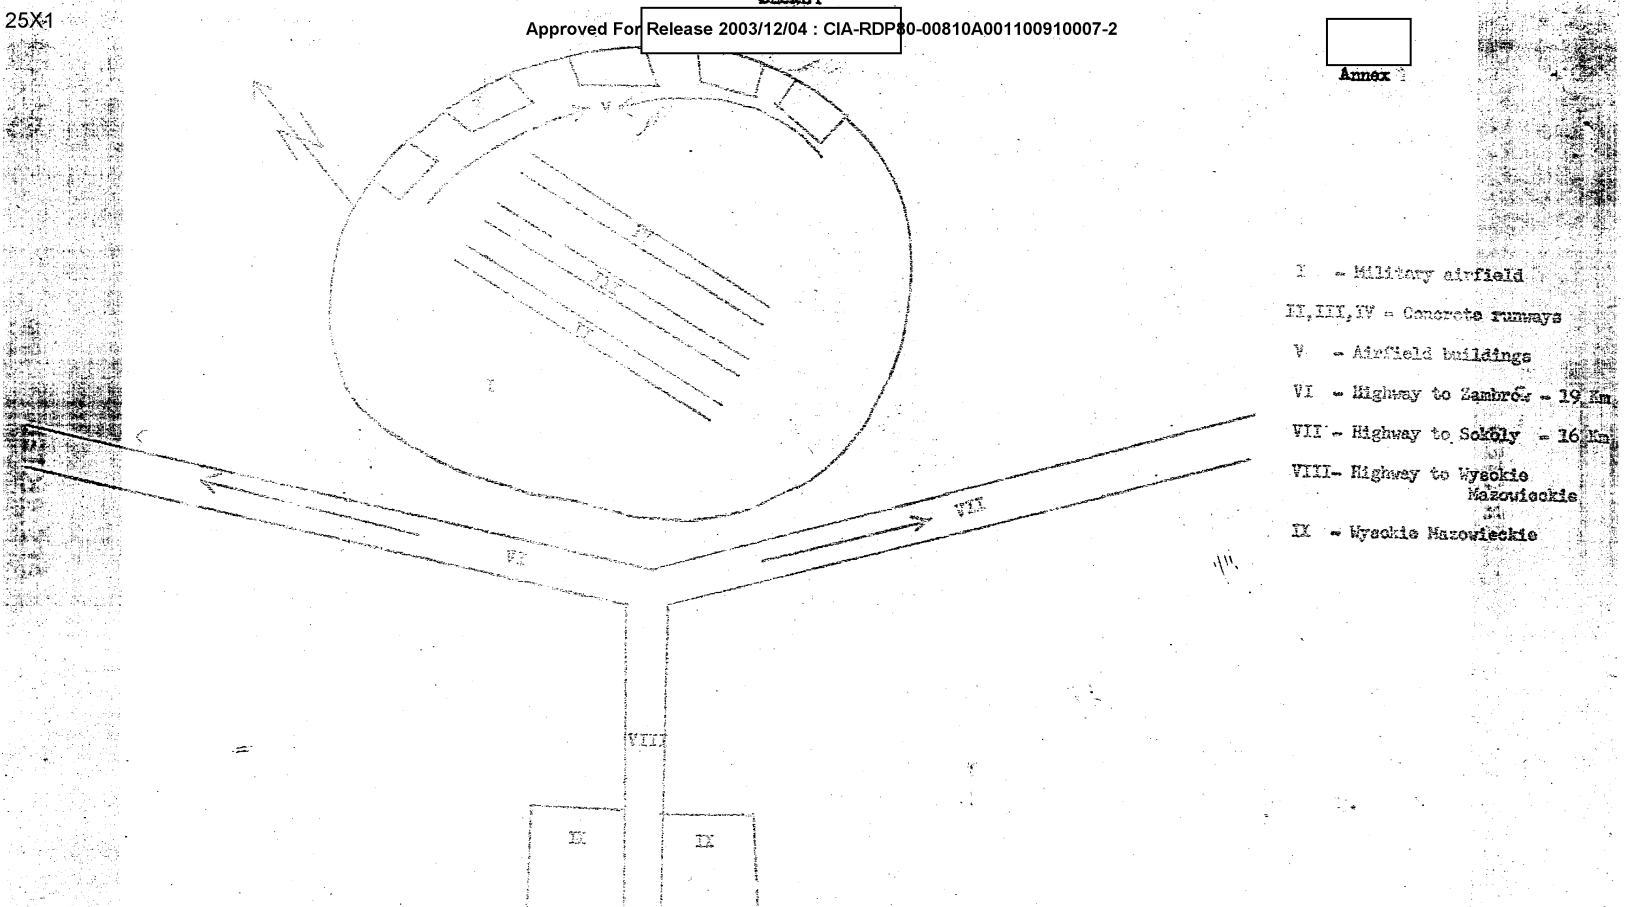 25X1
SECRET
Approved For Release 2003/12/04 : CIA-RDP80-00810A001100910007-2
Annex
V
IV
III
II
I
I - Military airfield
II,III,IV - Concrete runways
V - Airfield buildings
VI - Highway to Zambrów - 19 Km
VII - Highway to Sokoły - 16 Km
VIII- Highway to Wysokie
Mazowieckie
IX - Wysokie Mazowieckie
VII
VI
VIII
IX IX